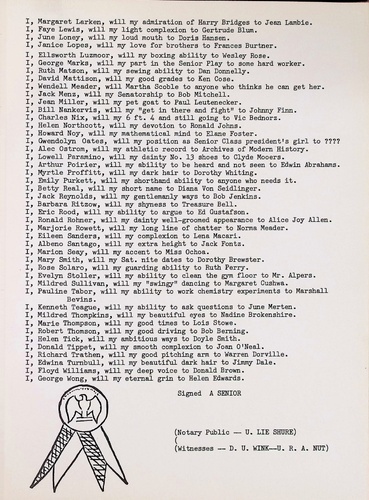 I, Margaret Larken, will my admiration of Harry Bridges to Jean Lambie.
I, Faye Lewis, will my light complexion to Gertrude Blum.
I, June Loney, will my loud mouth to Doris Hansen.
I, Janice Lopes, will my love for brothers to Frances Burtner.
I, Ellsworth Luzmoor, will my boxing ability to Wesley Rose.
I, George Marks, will my part in the Senior Play to some hard worker.
I, Ruth Matson, will my sewing ability to Dan Donnelly.
I, David Mattison, will my good grades to Ken Cose.
I, Wendell Meader, will Martha Scoble to anyone who thinks he can get her.
I, Jack Mens, will my Senatorship to Bob Mitchell.
I, Jean Miller, will my pet goat to Paul Leutenecker.
I, Bill Nankervis, will my "get in there and fight" to Johny Finn.
I, Charles Nix, will my 6 ft. 4 and still going to Vic Bednors.
I, Helen Northcott, will my devotion to Ronald Johns.
I, Howard Noy, will my mathematical mind to Elene Foster.
I, Gwendolyn Oates, will my position as Senior Class president's girl to ????
I, Alec Ostrom, will my athletic record to Archives of Modern History.
I, Lowell Parsmino, will my dainty No. 13 shoes to Clyde Mocers.
I, Arthur Poirier, will my ability to be heard and not seen to Edwin Abrahams.
I, Myrtle Proffitt, will my dark hair to Dorothy Whiting.
I, Emily Purkett, will my shorthand ability to anyone who needs it.
I, Betty Real, will my short name to Diana Von Seidlinger.
I, Jack Reynolds, will my gentlemanly ways to Bob Jenkins.
I, Barbara Ritzow, will my shyness to Treasure Bell.
I, Eric Rood, will my ability to argue to Ed Gustafson.
I, Ronald Rohner, will my dainty well-groomed appearance to Alice Joy Allen.
I, Marjorie Rowett, will my long line of chatter to Norma Meader.
I, Eileen Sanders, will my complexion to Lena Macari.
I, Albeno Santago, will my extra height to Jack Fontz.
I, Marion Seay, will my accent to Miss Ochoa.
I, Mary Smith, will my Sat. nite dates to Dorothy Brewster.
I, Rose Solaro, will my guarding ability to Ruth Perry.
I, Evelyn Stoller, will my ability to clean the gym floor to Mr. Alpers.
I, Mildred Sullivan, will my "swingy" dancing to Margaret Cushwa.
I, Pauline Tabor, will my ability to work chemistry experiments to Marshall
Bevins.
I, Kenneth Teague, will my ability to ask questions to June Merten.
I, Mildred Thompkins, will my beautiful eyes to Nadine Brokenshire.
I, Marie Thompson, will my good times to Lois Stowe.
I, Robert Thomson, will my good driving to Bob Berning.
I, Helen Tick, will my ambitious ways to Doyle Smith.
I, Donald Tippet, will my smooth complexion to Joan O'Neal.
I, Richard Trathen, will my good pitching arm to Warren Dorville.
I, Edwina Turnbull, will my beautiful dark hair to Jimmy Dale.
I, Floyd Williams, will my deep voice to Donald Brown.
I, George Wong, will my eternal grin to Helen Edwards.
Signed A SENIOR
(Notary Public -- U. LIE SHURE)
(
(Witnesses -- D. U. WINK--U. R. A. NUT)